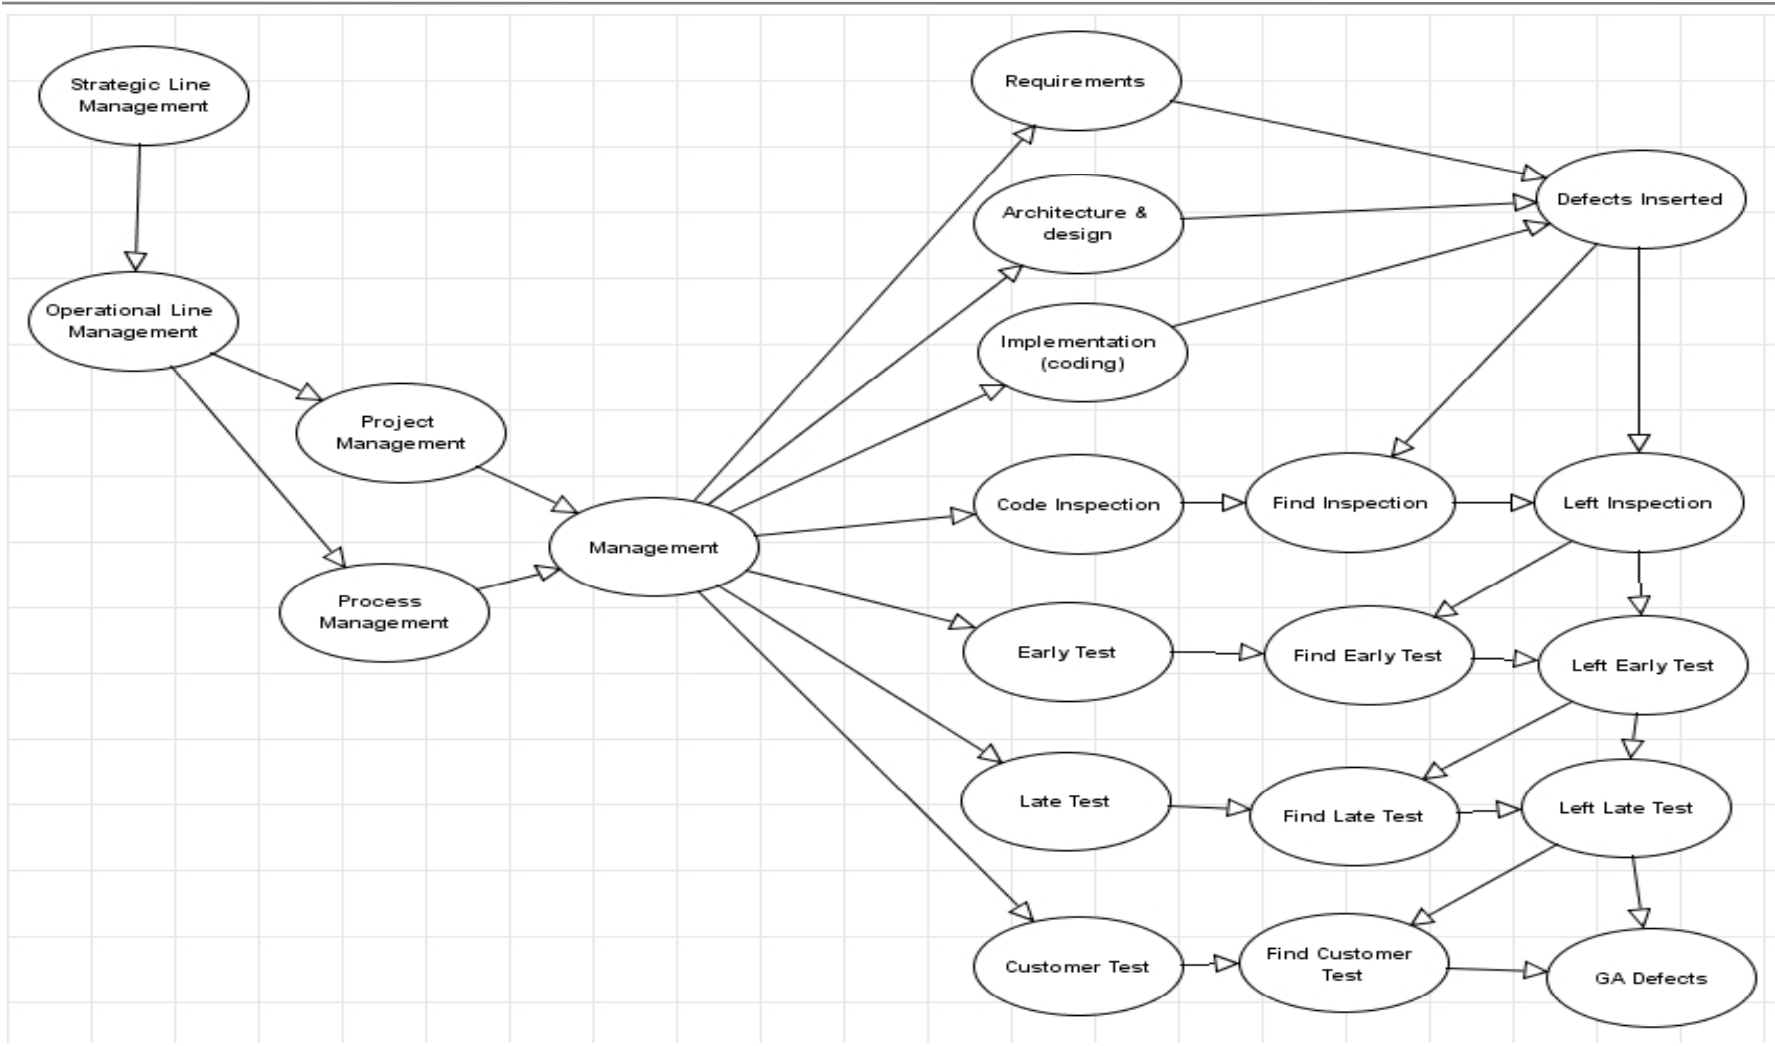 Strategic Line
Management
Operational Line
Management
Project
Management
Process
Management
Management
Requirements
Architecture &
design
Implementation
(coding)
Defects Inserted
Code Inspection
Find Inspection
Left Inspection
Early Test
Find Early Test
Left Early Test
Late Test
Find Late Test
Left Late Test
Customer Test
Find Customer
Test
GA Defects